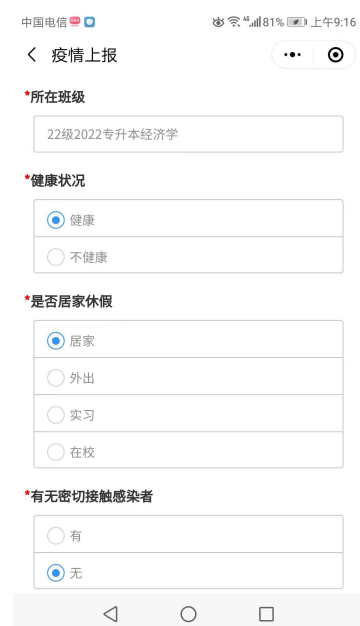 中国电信 4G 81% 上午9:16
疫情上报
*所在班级
22级2022专升本经济学
*健康状况
健康
不健康
*是否居家休假
居家
外出
实习
在校
*有无密切接触感染者
有
无